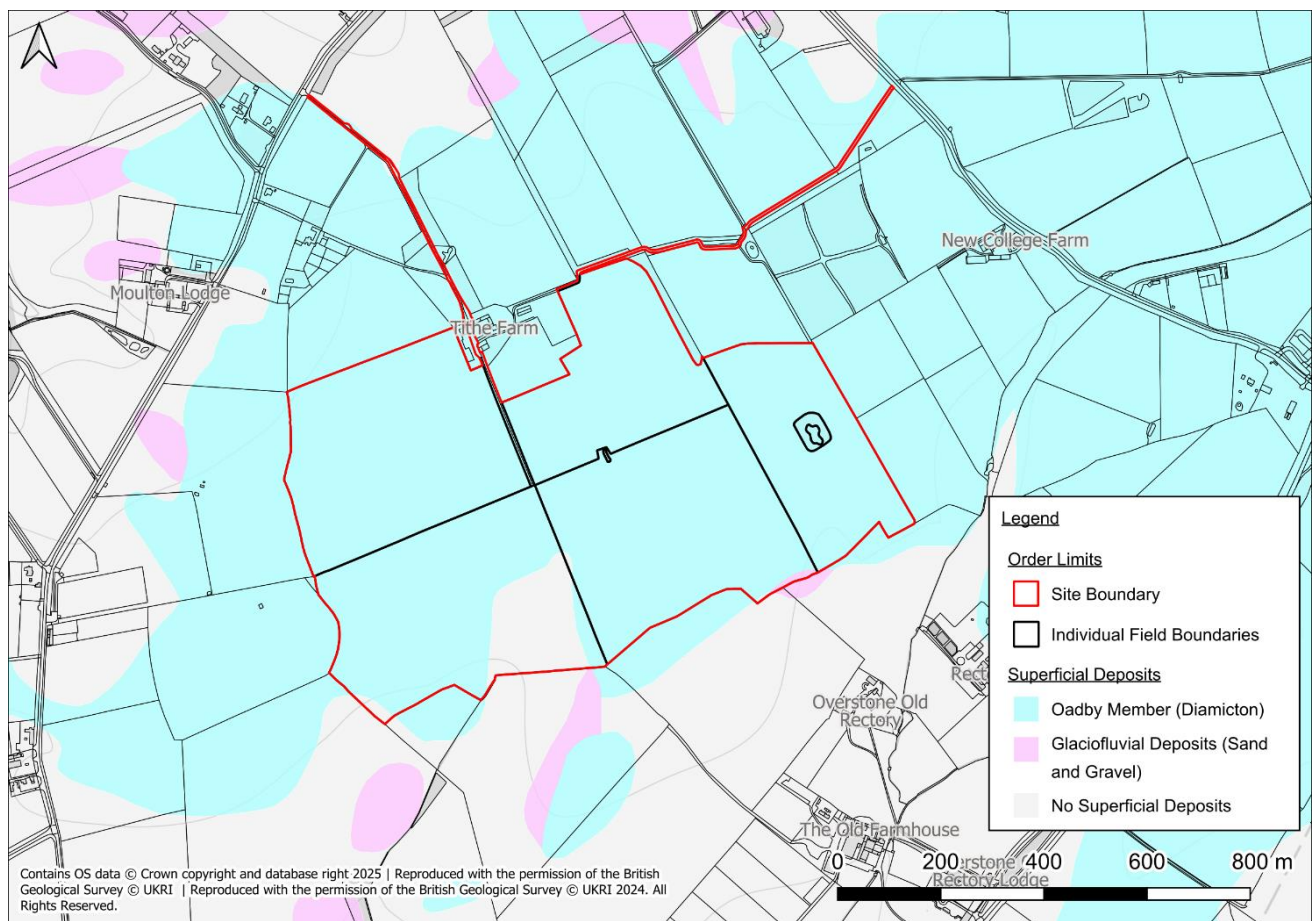 Moulton Lodge
Tithe Farm
New College Farm
Overstone Old
Rectory
Rect
The Old Farmhouse
erstone
Rectory Lodge
Legend
Order Limits
Site Boundary
Individual Field Boundaries
Superficial Deposits
Oadby Member (Diamicton)
Glaciofluvial Deposits (Sand
and Gravel)
No Superficial Deposits
0 200 400 600 800 m
Contains OS data © Crown copyright and database right 2025 | Reproduced with the permission of the British
Geological Survey © UKRI | Reproduced with the permission of the British Geological Survey © UKRI 2024. All
Rights Reserved.